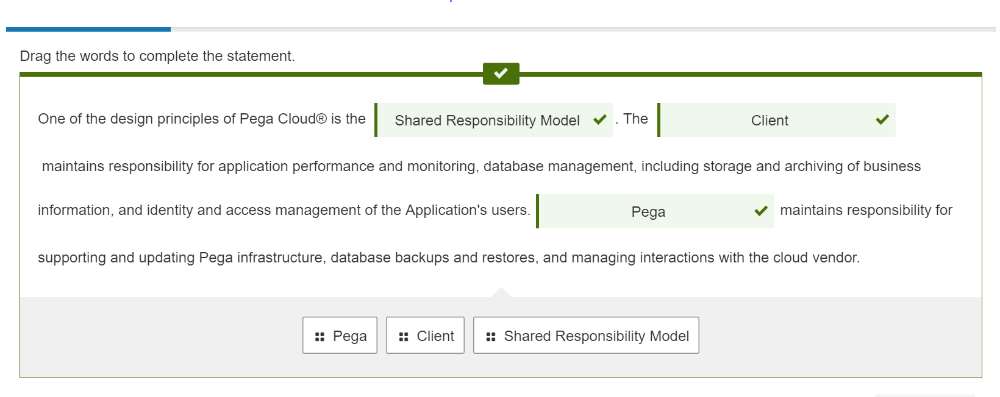 Drag the words to complete the statement.
One of the design principles of Pega Cloud® is the Shared Responsibility Model . The Client
maintains responsibility for application performance and monitoring, database management, including storage and archiving of business
information, and identity and access management of the Application's users. Pega maintains responsibility for
supporting and updating Pega infrastructure, database backups and restores, and managing interactions with the cloud vendor.
Pega Client Shared Responsibility Model